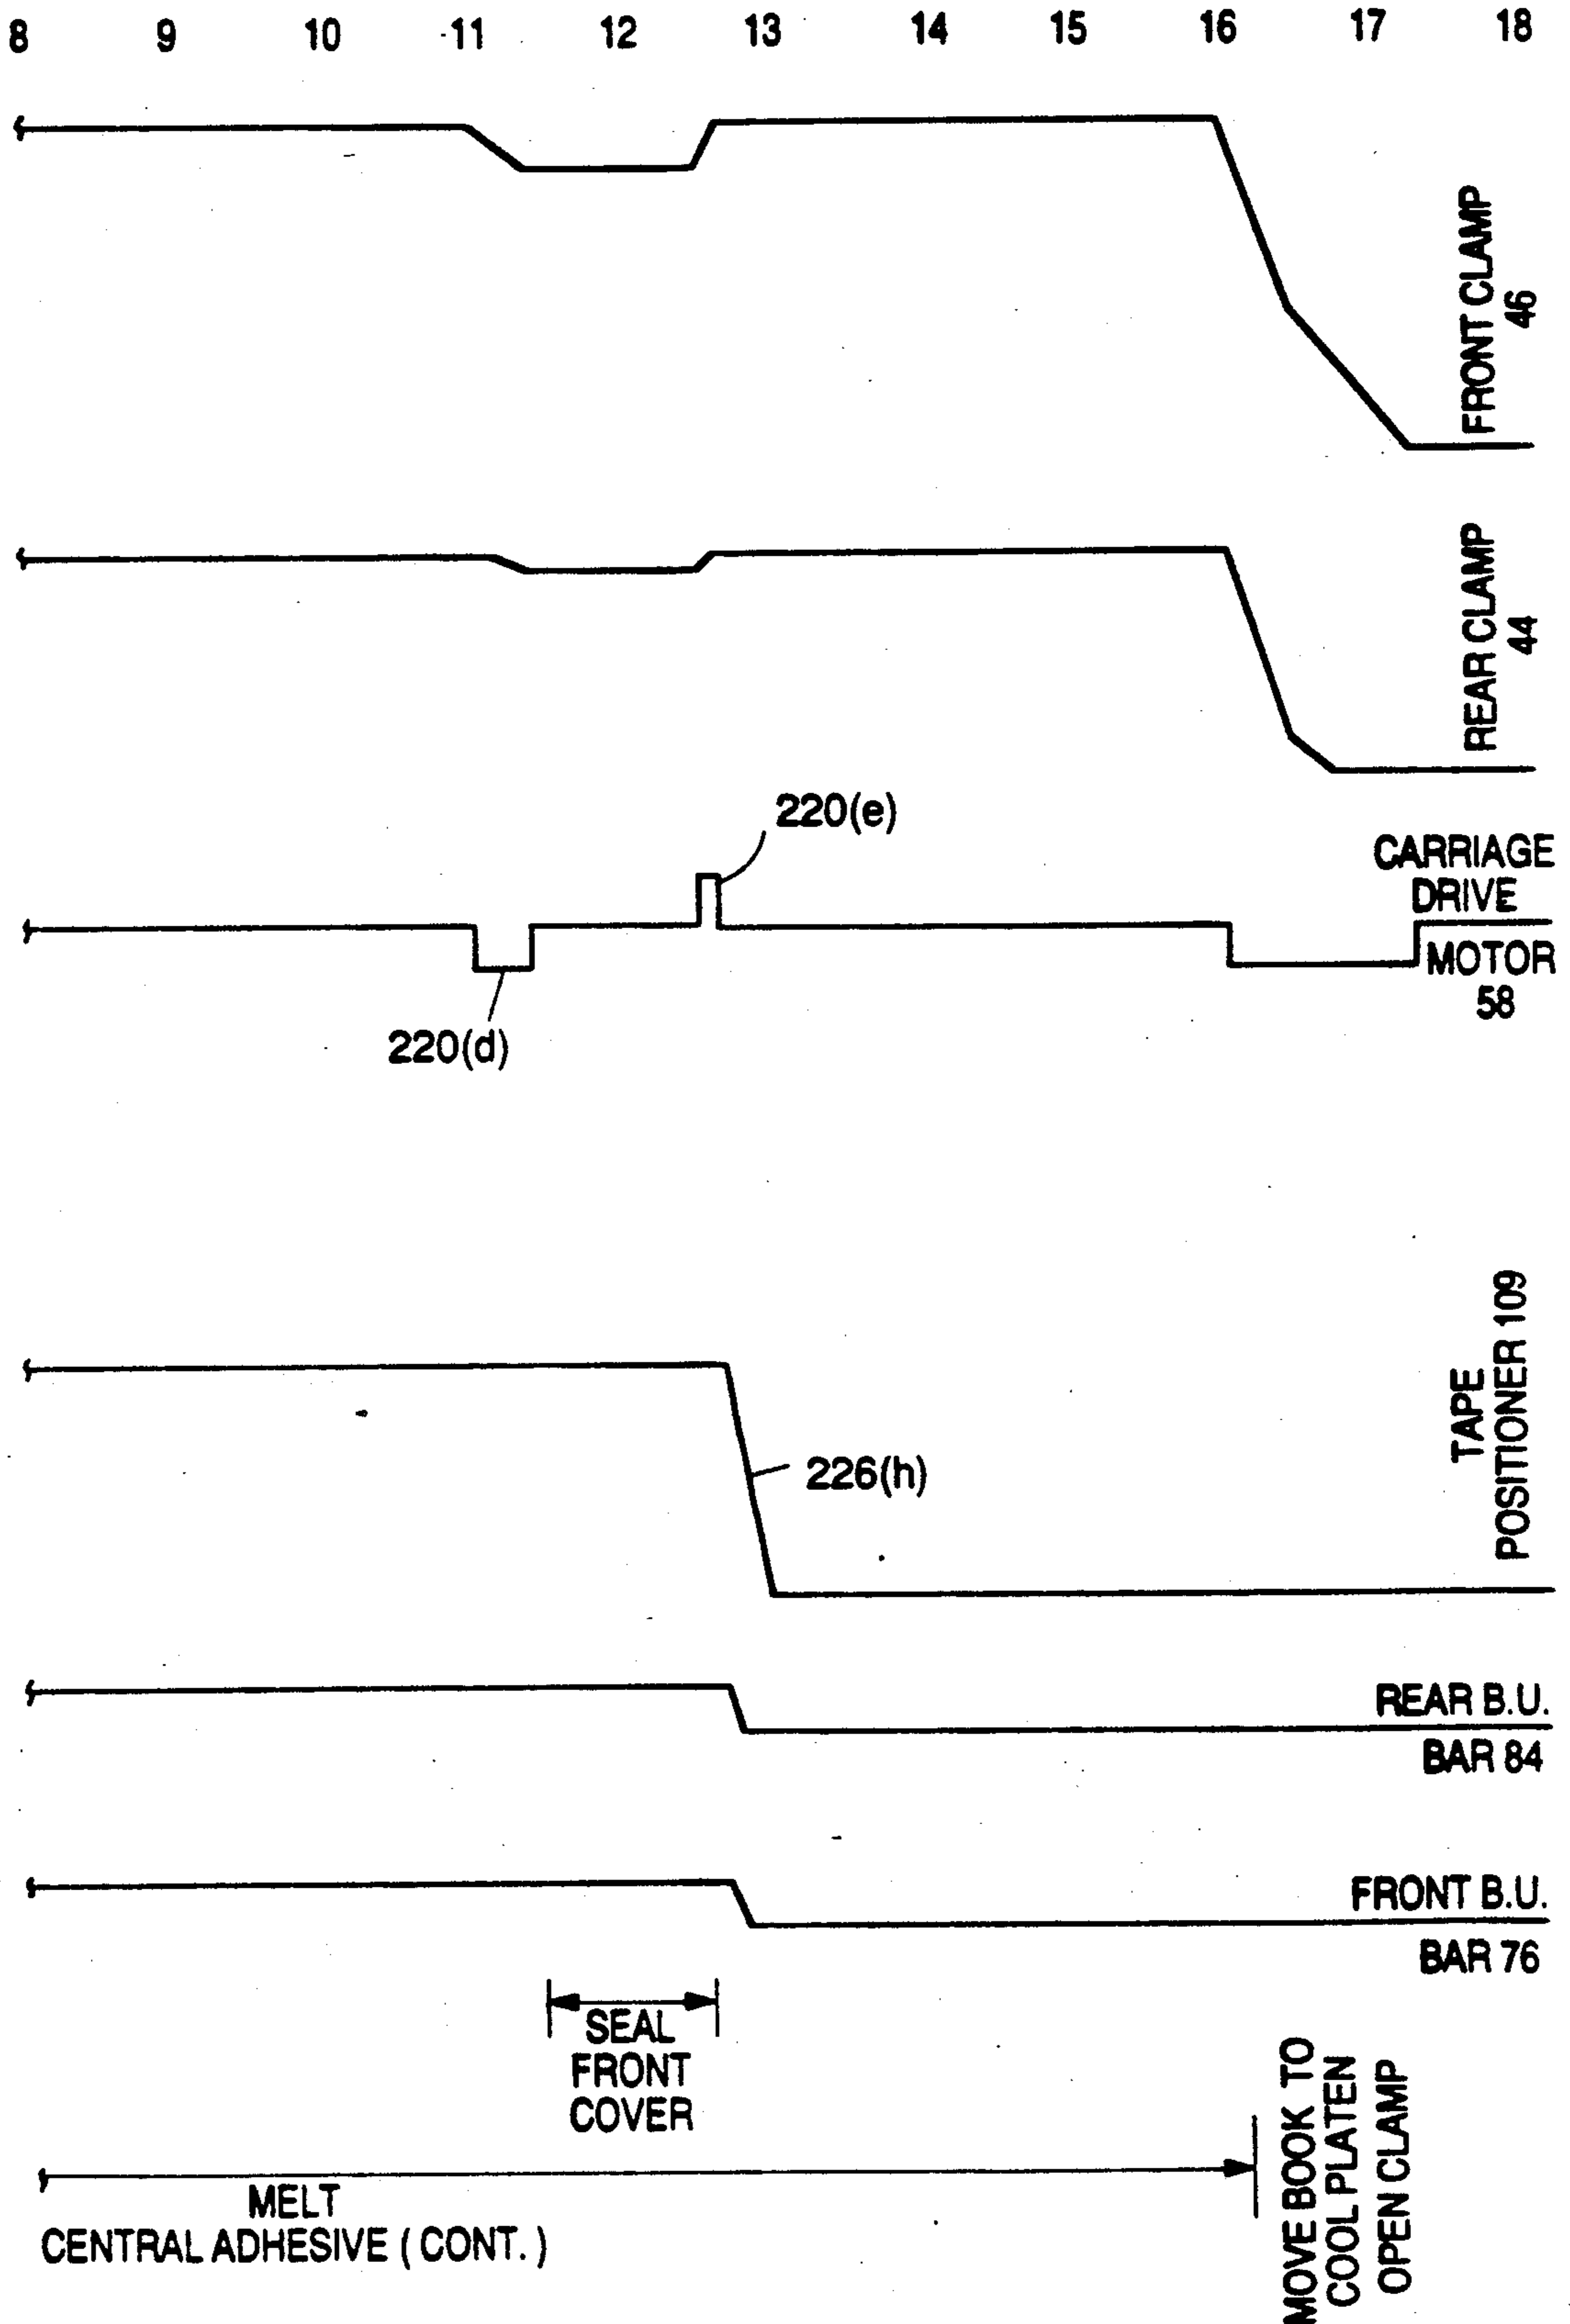 8 9 10 11 12 13 14 15 16 17 18
FRONT CLAMP
46
REAR CLAMP
44
220(e)
CARRIAGE
DRIVE
MOTOR
58
220(d)
TAPE
POSITIONER 109
226(h)
REAR B.U.
BAR 84
FRONT B.U.
BAR 76
SEAL
FRONT
COVER
MELT
CENTRAL ADHESIVE ( CONT. )
MOVE BOOK TO
COOL PLATEN
OPEN CLAMP